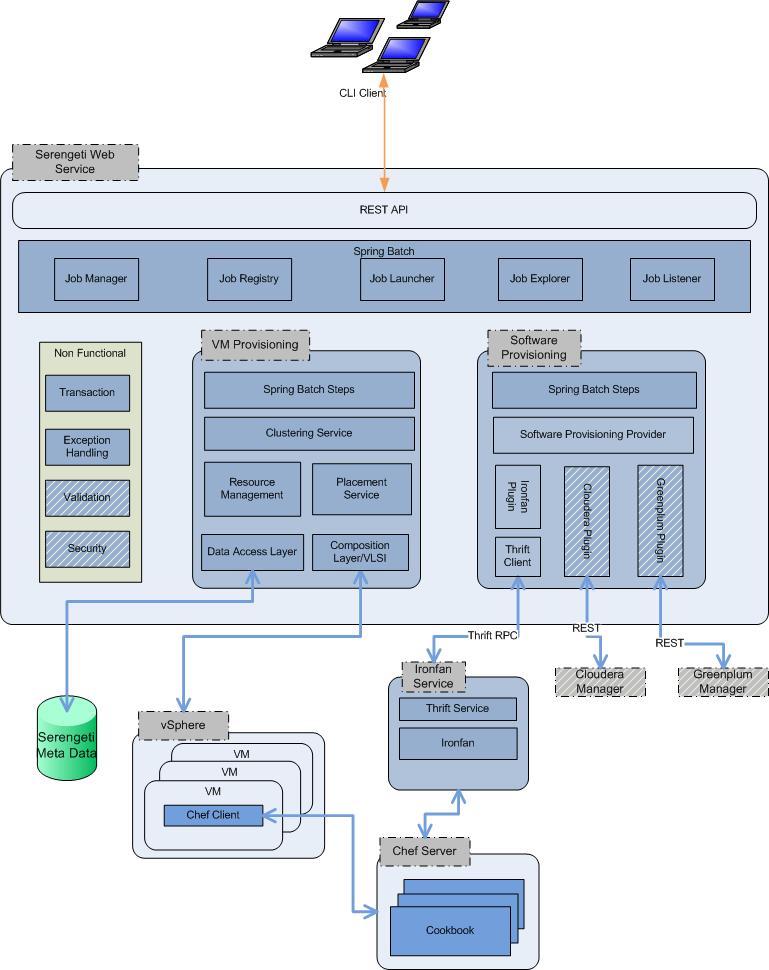 CLI Client
Serengeti Web
Service
REST API
Spring Batch
Job Manager
Job Registry
Job Launcher
Job Explorer
Job Listener
Non Functional
Transaction
Exception
Handling
Validation
Security
VM Provisioning
Spring Batch Steps
Clustering Service
Resource
Management
Placement
Service
Data Access Layer
Composition
Layer/VLSI
Software
Provisioning
Spring Batch Steps
Software Provisioning Provider
Ironfan
Plugin
Thrift
Client
Cloudera Plugin
Greenplum Plugin
Thrift RPC
REST
REST
Cloudera
Manager
Greenplum
Manager
Ironfan
Service
Thrift Service
Ironfan
Serengeti
Meta Data
vSphere
VM
VM
VM
Chef Client
Chef Server
Cookbook